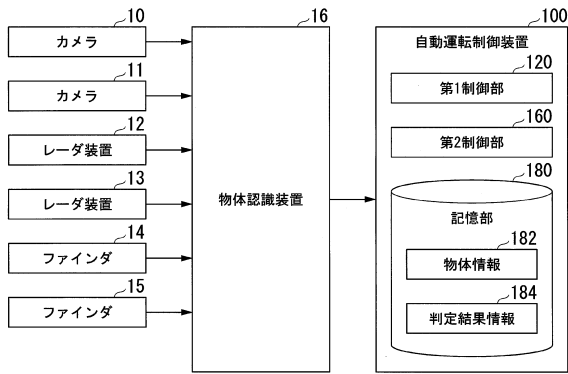 10
カメラ
11
カメラ
12
レーダ装置
13
レーダ装置
14
ファインダ
15
ファインダ
16
物体認識装置
100
自動運転制御装置
120
第1制御部
160
第2制御部
180
記憶部
182
物体情報
184
判定結果情報